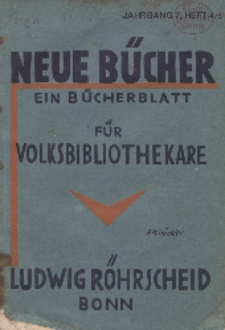 JAHRGANG 7, HEFT 4/5
NEUE BÜCHER
EIN BÜCHERBLATT
FÜR
VOLKSBIBLIOTHEKARE
LUDWIG RÖHRSCHEID
BONN